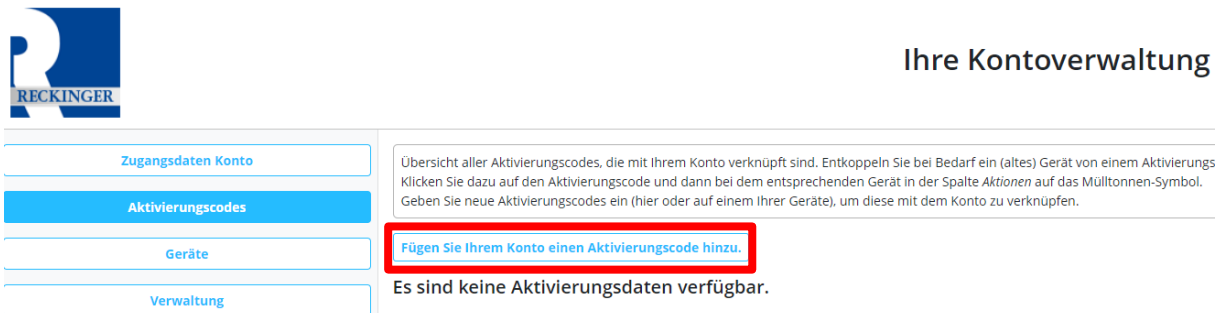 RECKINGER
Ihre Kontoverwaltung
Zugangsdaten Konto
Aktivierungscodes
Geräte
Verwaltung
Übersicht aller Aktivierungscodes, die mit Ihrem Konto verknüpft sind. Entkoppeln Sie bei Bedarf ein (altes) Gerät von einem Aktivierungs
Klicken Sie dazu auf den Aktivierungscode und dann bei dem entsprechenden Gerät in der Spalte Aktionen auf das Mülltonnen-Symbol.
Geben Sie neue Aktivierungscodes ein (hier oder auf einem Ihrer Geräte), um diese mit dem Konto zu verknüpfen.
Fügen Sie Ihrem Konto einen Aktivierungscode hinzu.
Es sind keine Aktivierungsdaten verfügbar.